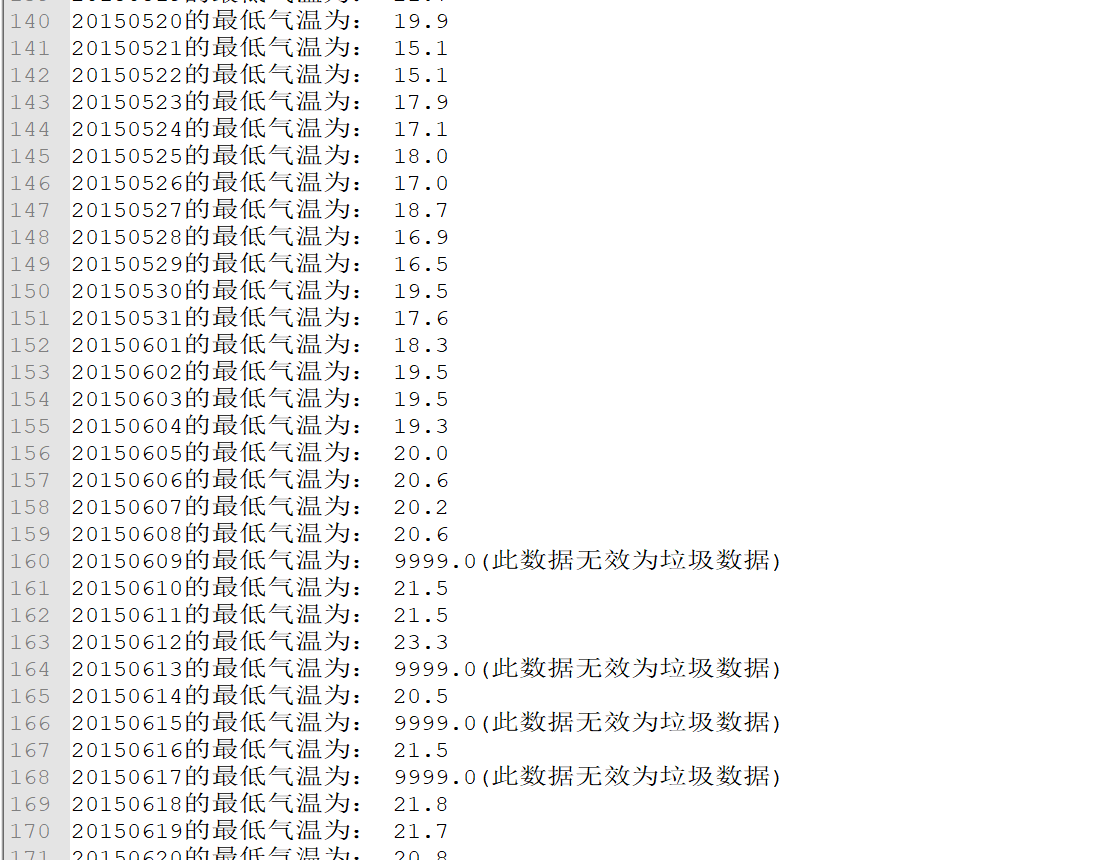 140 20150520的最低气温为： 19.9
141 20150521的最低气温为： 15.1
142 20150522的最低气温为： 15.1
143 20150523的最低气温为： 17.9
144 20150524的最低气温为： 17.1
145 20150525的最低气温为： 18.0
146 20150526的最低气温为： 17.0
147 20150527的最低气温为： 18.7
148 20150528的最低气温为： 16.9
149 20150529的最低气温为： 16.5
150 20150530的最低气温为： 19.5
151 20150531的最低气温为： 17.6
152 20150601的最低气温为： 18.3
153 20150602的最低气温为： 19.5
154 20150603的最低气温为： 19.5
155 20150604的最低气温为： 19.3
156 20150605的最低气温为： 20.0
157 20150606的最低气温为： 20.6
158 20150607的最低气温为： 20.2
159 20150608的最低气温为： 20.6
160 20150609的最低气温为： 9999.0(此数据无效为垃圾数据)
161 20150610的最低气温为： 21.5
162 20150611的最低气温为： 21.5
163 20150612的最低气温为： 23.3
164 20150613的最低气温为： 9999.0(此数据无效为垃圾数据)
165 20150614的最低气温为： 20.5
166 20150615的最低气温为： 9999.0(此数据无效为垃圾数据)
167 20150616的最低气温为： 21.5
168 20150617的最低气温为： 9999.0(此数据无效为垃圾数据)
169 20150618的最低气温为： 21.8
170 20150619的最低气温为： 21.7
171 20150620的最低气温为： 20.8